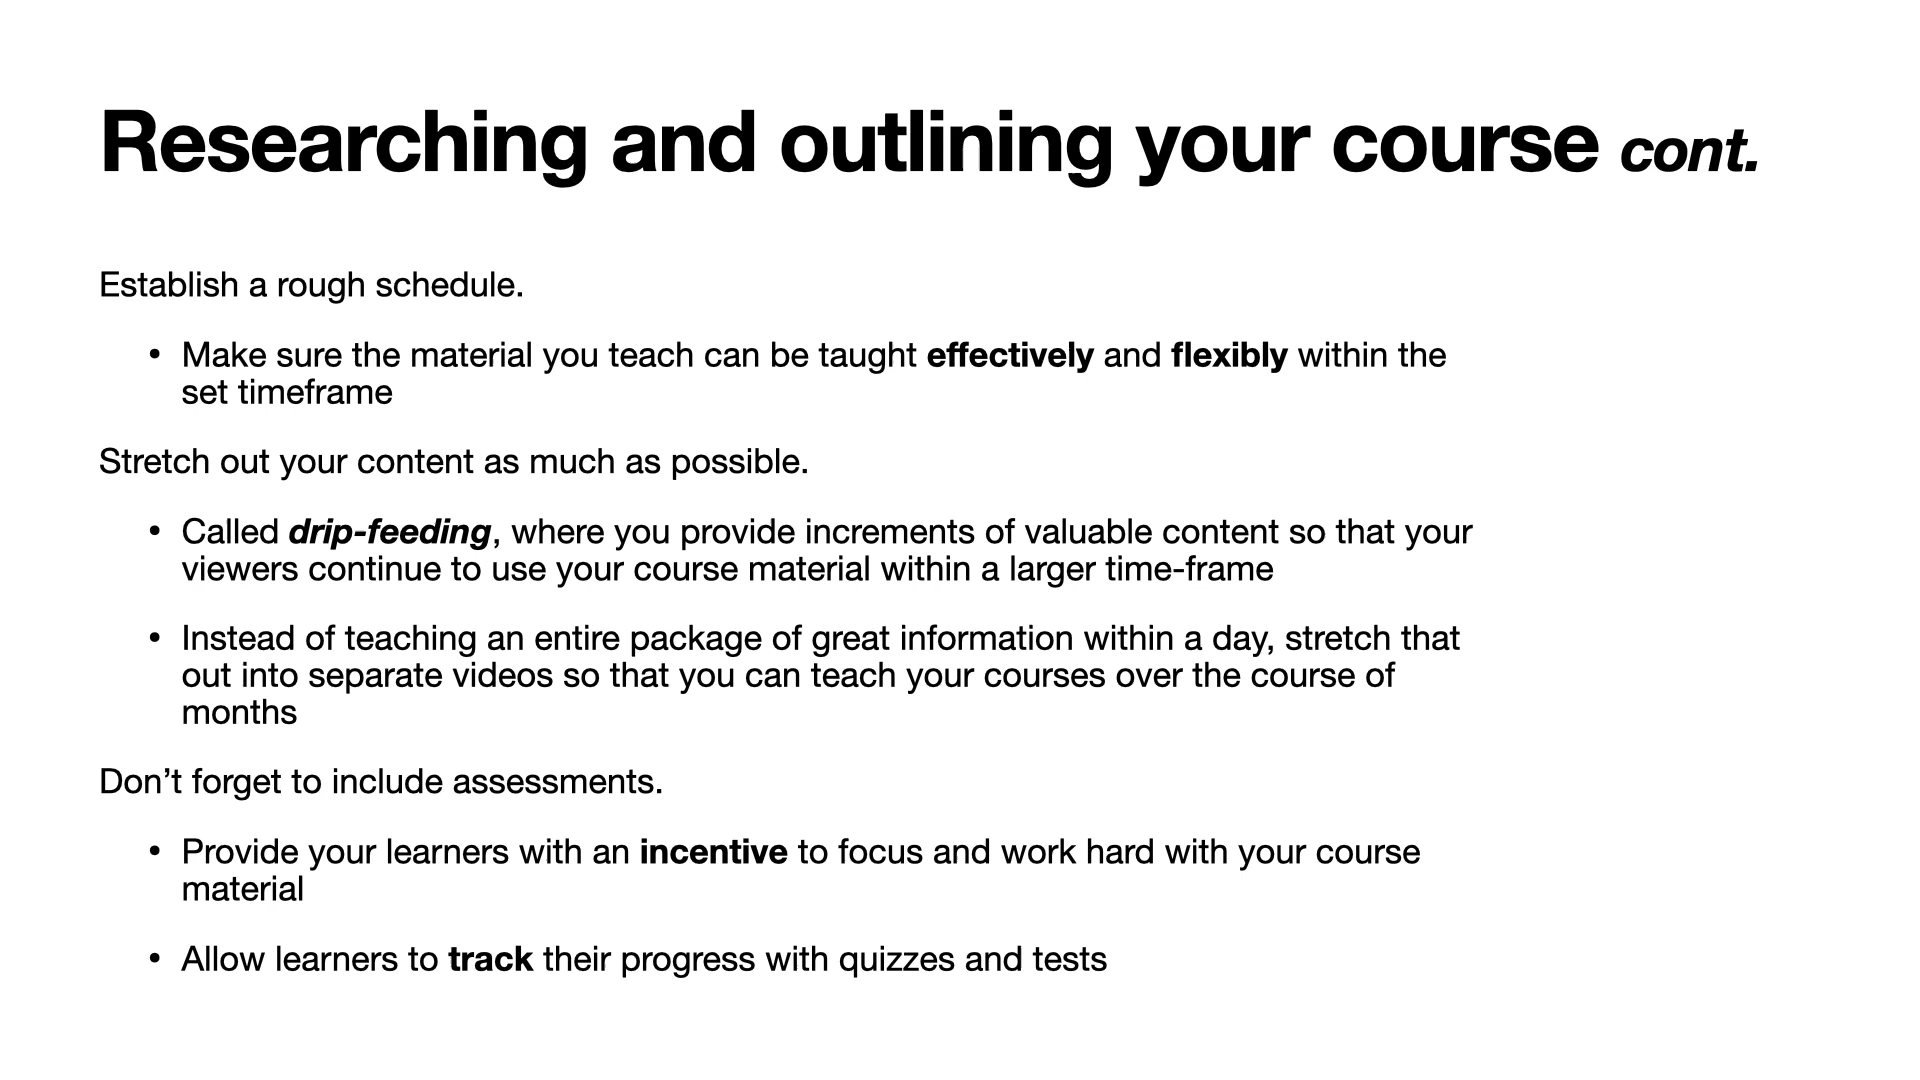 Researching and outlining your course cont.
Establish a rough schedule.
• Make sure the material you teach can be taught effectively and flexibly within the
set timeframe
Stretch out your content as much as possible.
• Called drip-feeding, where you provide increments of valuable content so that your
viewers continue to use your course material within a larger time-frame
• Instead of teaching an entire package of great information within a day, stretch that
out into separate videos so that you can teach your courses over the course of
months
Don’t forget to include assessments.
• Provide your learners with an incentive to focus and work hard with your course
material
• Allow learners to track their progress with quizzes and tests